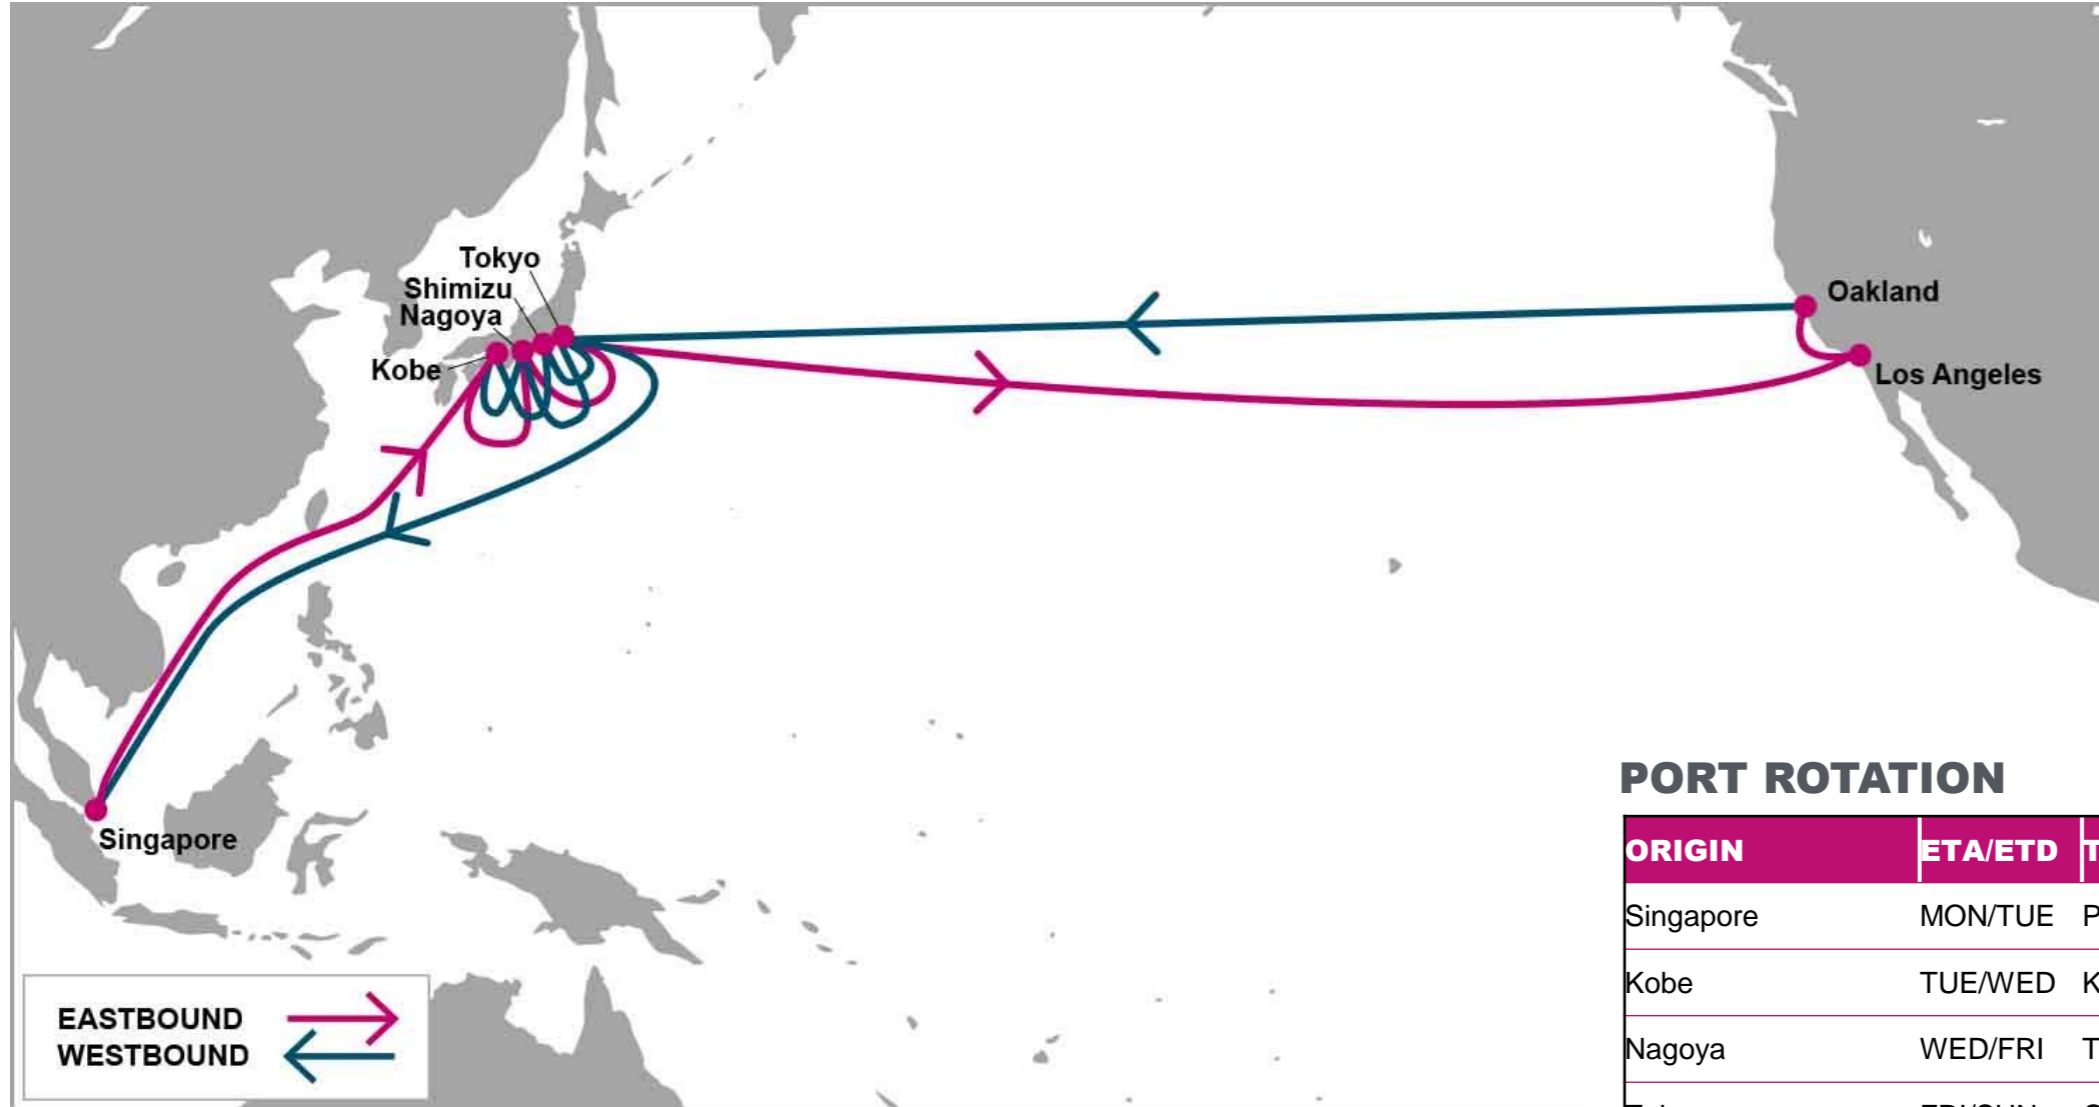 Tokyo
Shimizu
Nagoya
Kobe
Oakland
Los Angeles
Singapore
EASTBOUND
WESTBOUND
PORT ROTATION
ORIGIN ETA/ETD
Singapore MON/TUE
Kobe TUE/WED
Nagoya WED/FRI